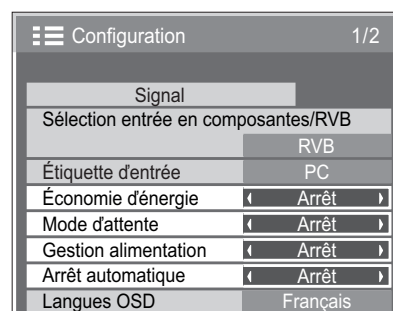 Configuration 1/2
Signal
Sélection entrée en composantes/RVB
RVB
Étiquette d'entrée PC
Économie d'énergie Arrêt
Mode d'attente Arrêt
Gestion alimentation Arrêt
Arrêt automatique Arrêt
Langues OSD Français